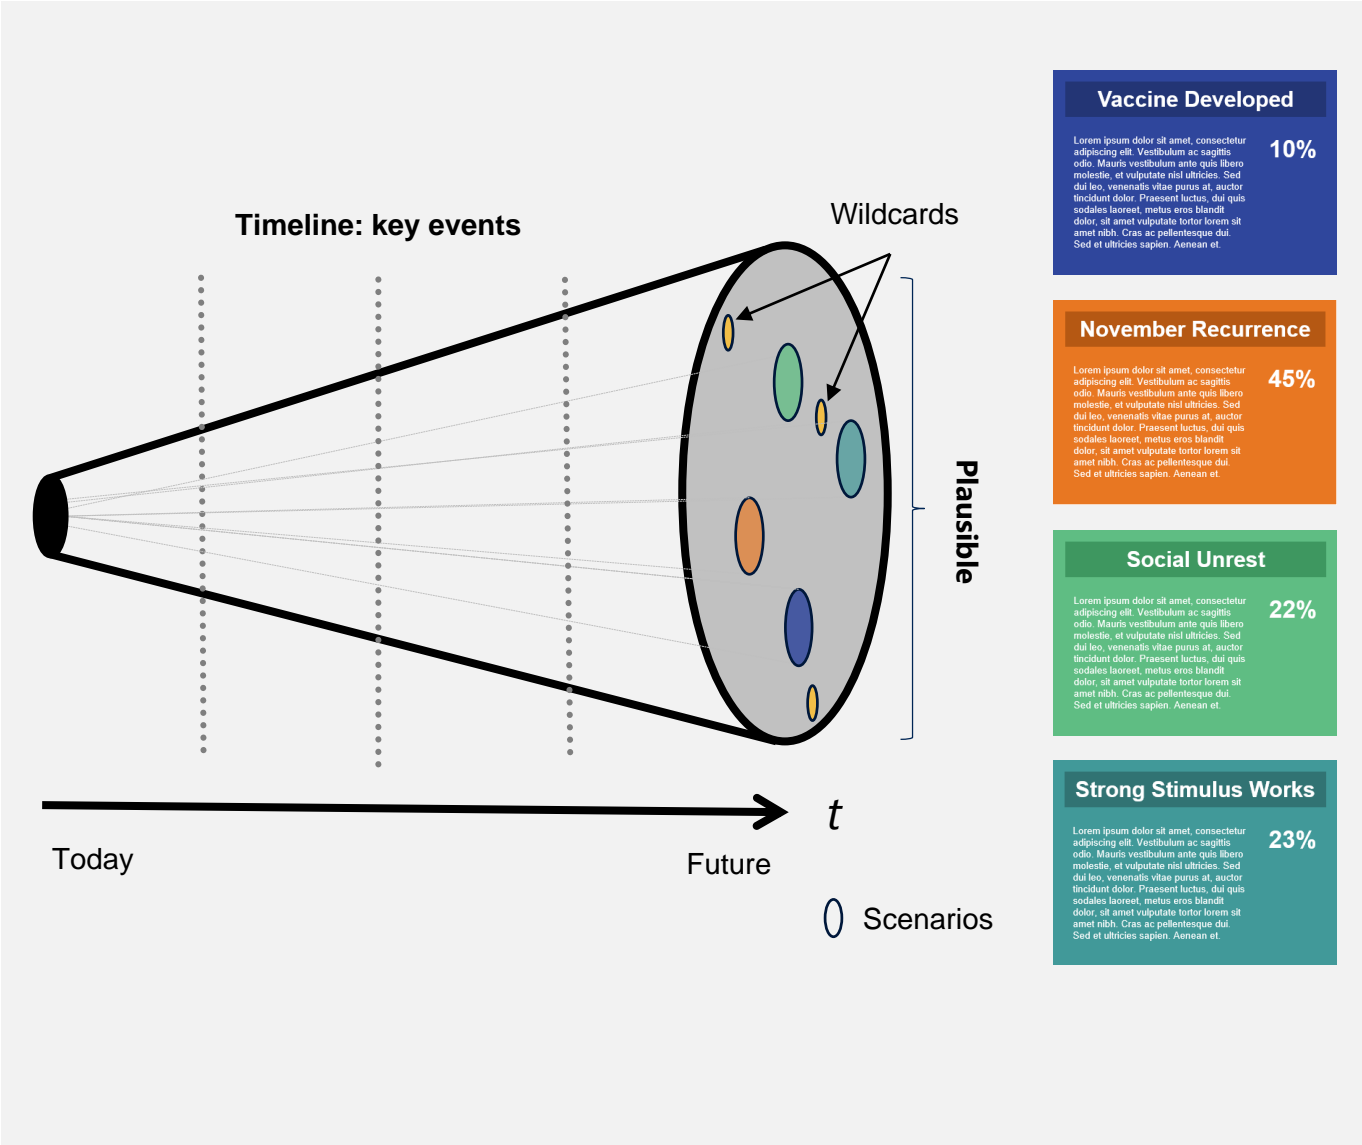 Timeline: key events
Wildcards
Plausible
t
Today
Future
Scenarios
Vaccine Developed
Lorem ipsum dolor sit amet, consectetur
adipiscing elit. Vestibulum ac sagittis
odio. Mauris vestibulum ante quis libero
molestie, et vulputate nisl ultricies. Sed
dui leo, venenatis vitae purus at, auctor
tincidunt dolor. Praesent luctus, dui quis
sodales laoreet, metus eros blandit
dolor, sit amet vulputate tortor lorem sit
amet nibh. Cras ac pellentesque dui.
Sed et ultricies sapien. Aenean et.
10%
November Recurrence
Lorem ipsum dolor sit amet, consectetur
adipiscing elit. Vestibulum ac sagittis
odio. Mauris vestibulum ante quis libero
molestie, et vulputate nisl ultricies. Sed
dui leo, venenatis vitae purus at, auctor
tincidunt dolor. Praesent luctus, dui quis
sodales laoreet, metus eros blandit
dolor, sit amet vulputate tortor lorem sit
amet nibh. Cras ac pellentesque dui.
Sed et ultricies sapien. Aenean et.
45%
Social Unrest
Lorem ipsum dolor sit amet, consectetur
adipiscing elit. Vestibulum ac sagittis
odio. Mauris vestibulum ante quis libero
molestie, et vulputate nisl ultricies. Sed
dui leo, venenatis vitae purus at, auctor
tincidunt dolor. Praesent luctus, dui quis
sodales laoreet, metus eros blandit
dolor, sit amet vulputate tortor lorem sit
amet nibh. Cras ac pellentesque dui.
Sed et ultricies sapien. Aenean et.
22%
Strong Stimulus Works
Lorem ipsum dolor sit amet, consectetur
adipiscing elit. Vestibulum ac sagittis
odio. Mauris vestibulum ante quis libero
molestie, et vulputate nisl ultricies. Sed
dui leo, venenatis vitae purus at, auctor
tincidunt dolor. Praesent luctus, dui quis
sodales laoreet, metus eros blandit
dolor, sit amet vulputate tortor lorem sit
amet nibh. Cras ac pellentesque dui.
Sed et ultricies sapien. Aenean et.
23%